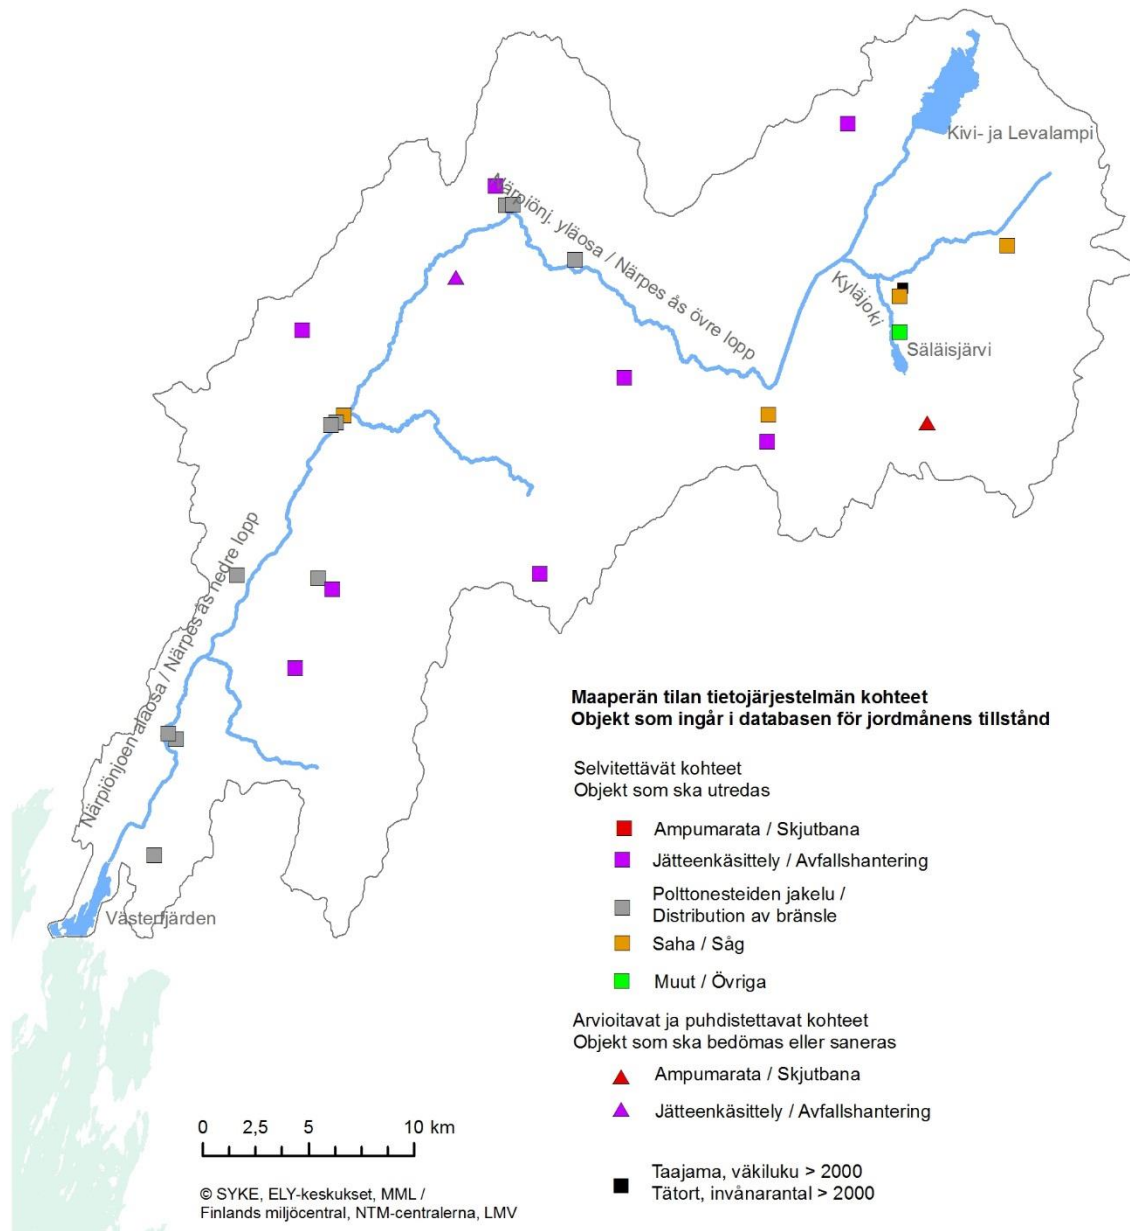 Kivi- ja Levalampi
Närpiönj. yläosa / Närpes ås övre lopp
Kyläjoki
Säläisjärvi
Närpiönjoen alaosa / Närpes ås nedre lopp
Västerfjärden
Maaperän tilan tietojärjestelmän kohteet
Objekt som ingår i databasen för jordmånens tillstånd
Selvitettävät kohteet
Objekt som ska utredas
Ampumarata / Skjutbana
Jätteenkäsittely / Avfallshantering
Polttonesteiden jakelu /
Distribution av bränsle
Saha / Såg
Muut / Övriga
Arvioitavat ja puhdistettavat kohteet
Objekt som ska bedömas eller saneras
Ampumarata / Skjutbana
Jätteenkäsittely / Avfallshantering
Taajama, väkiluku > 2000
Tätort, invånarantal > 2000
0 2,5 5 10 km
© SYKE, ELY-keskukset, MML /
Finlands miljöcentral, NTM-centralerna, LMV